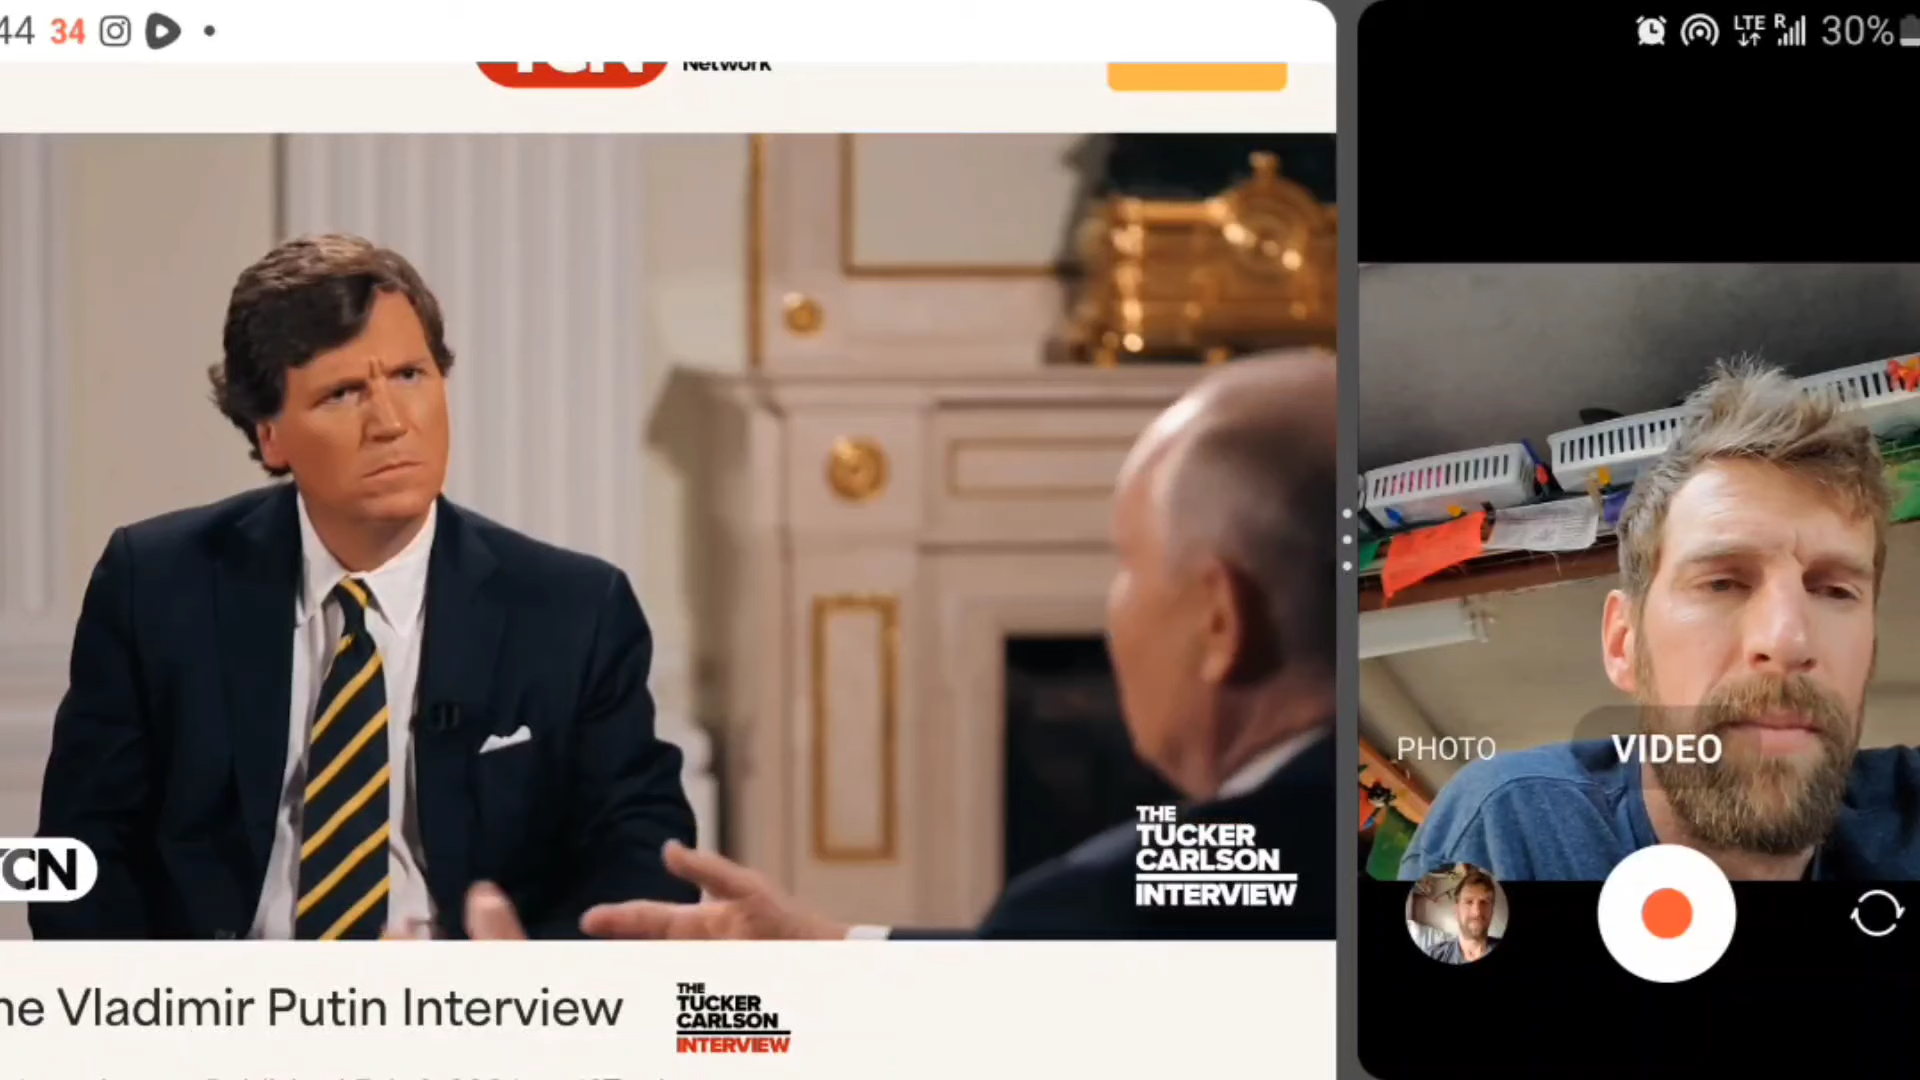 44 34
LTE R 30%
TCN Network
CN
THE
TUCKER
CARLSON
INTERVIEW
PHOTO VIDEO
he Vladimir Putin Interview
THE
TUCKER
CARLSON
INTERVIEW